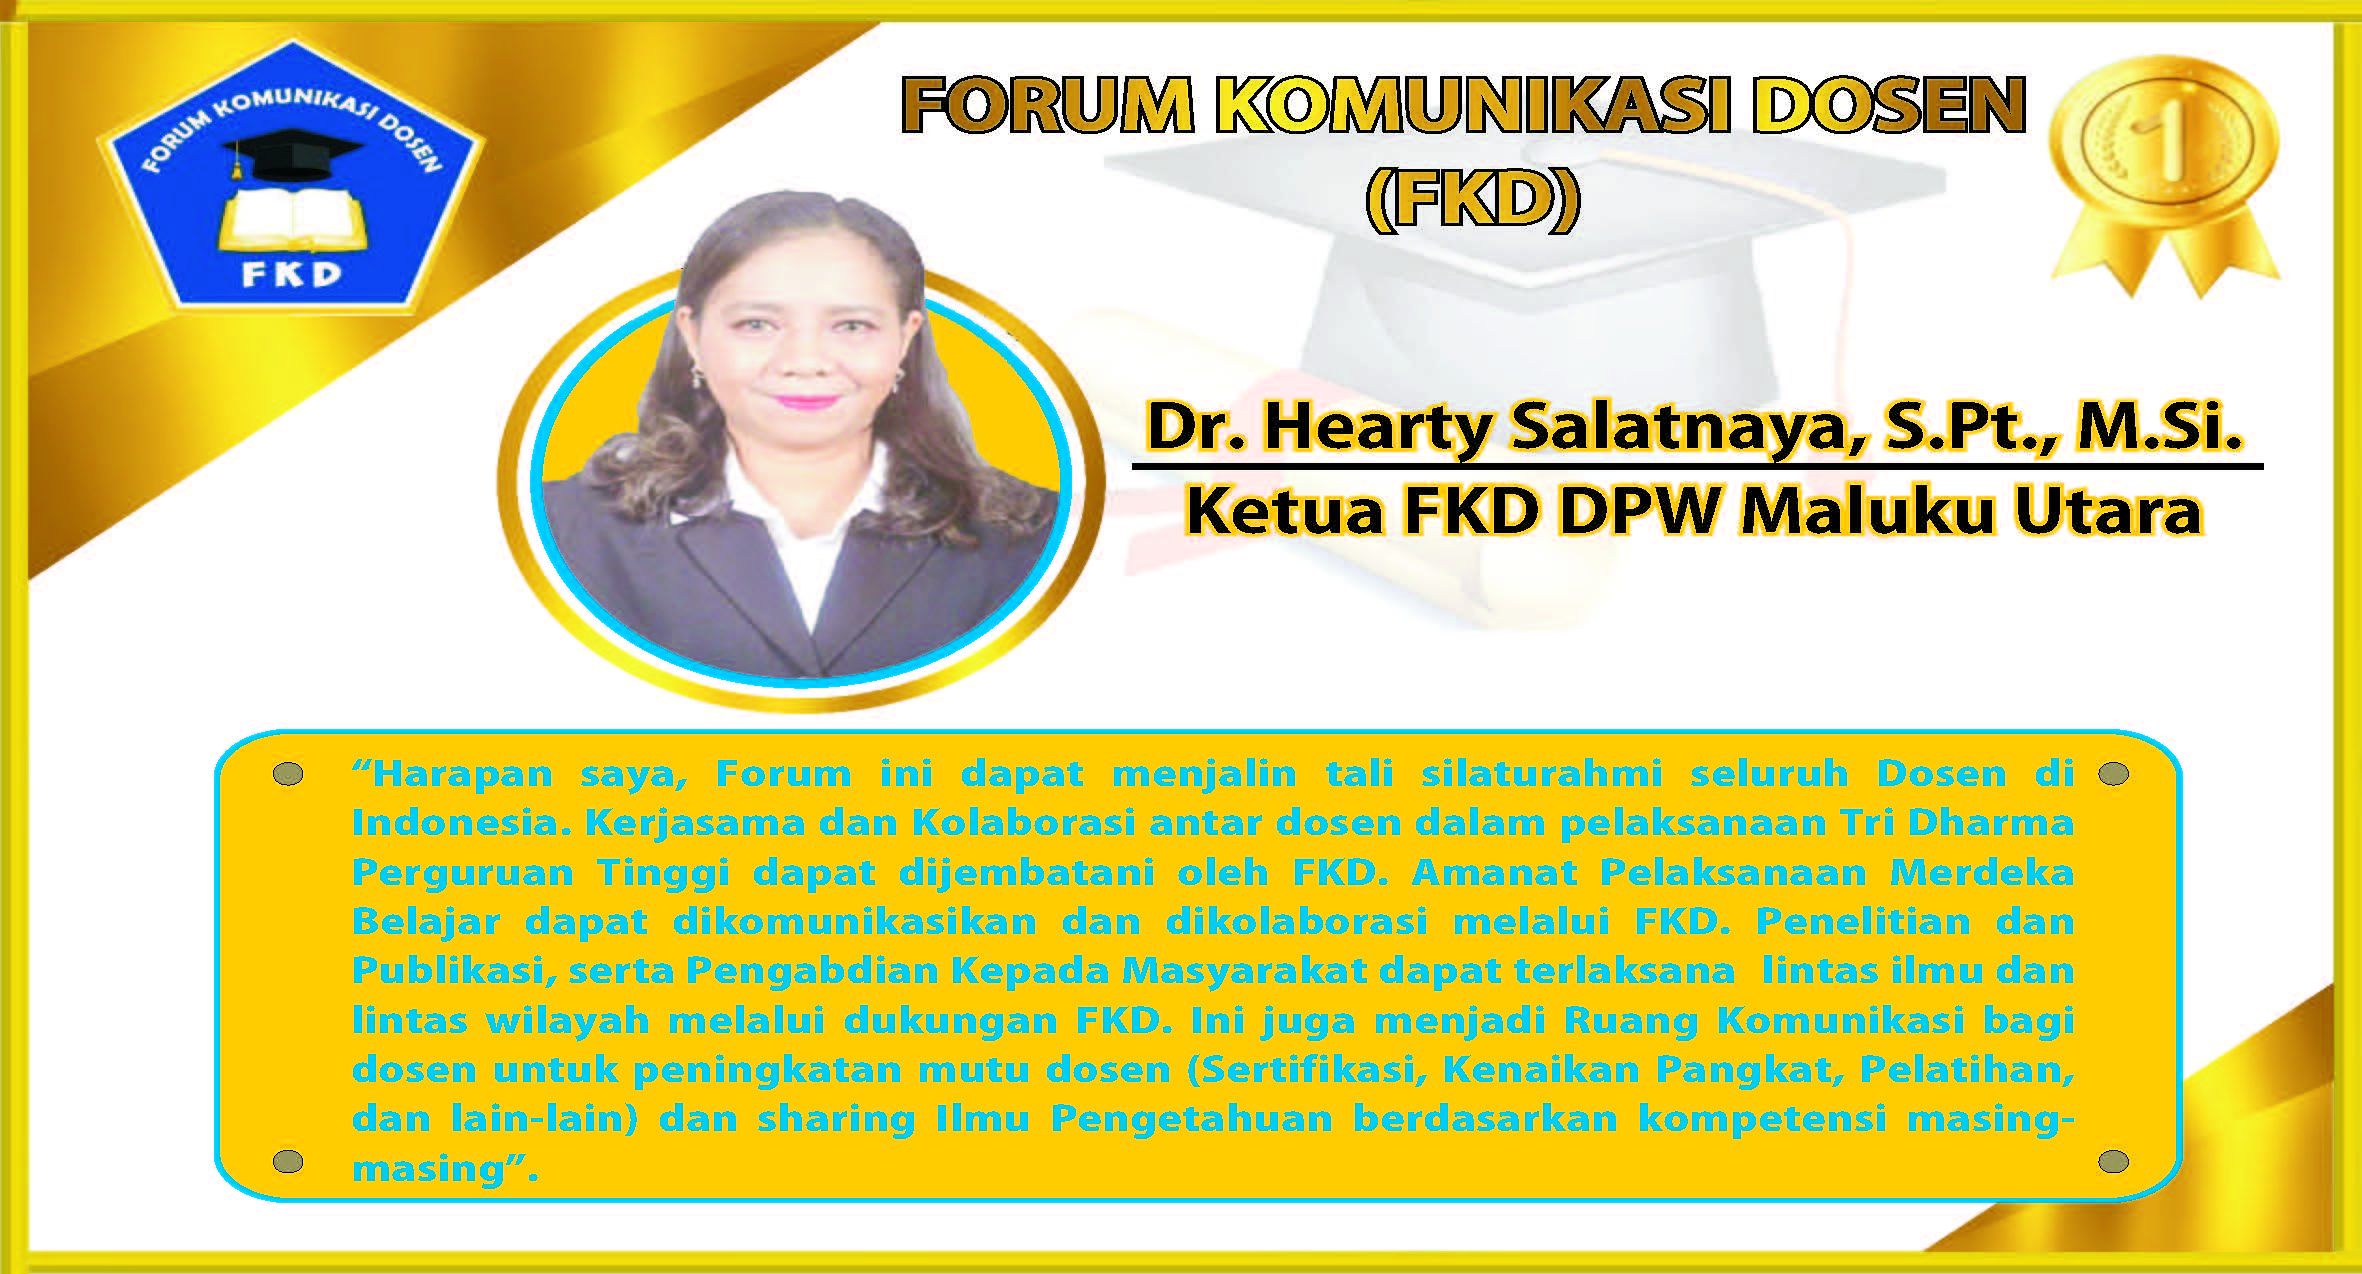 FORUM KOMUNIKASI DOSEN
FKD
FORUM KOMUNIKASI DOSEN
(FKD)
1
Dr. Hearty Salatnaya, S.Pt., M.Si.
Ketua FKD DPW Maluku Utara
“Harapan saya, Forum ini dapat menjalin tali silaturahmi seluruh Dosen di
Indonesia. Kerjasama dan Kolaborasi antar dosen dalam pelaksanaan Tri Dharma
Perguruan Tinggi dapat dijembatani oleh FKD. Amanat Pelaksanaan Merdeka
Belajar dapat dikomunikasikan dan dikolaborasi melalui FKD. Penelitian dan
Publikasi, serta Pengabdian Kepada Masyarakat dapat terlaksana  lintas ilmu dan
lintas wilayah melalui dukungan FKD. Ini juga menjadi Ruang Komunikasi bagi
dosen untuk peningkatan mutu dosen (Sertifikasi, Kenaikan Pangkat, Pelatihan,
dan lain-lain) dan sharing Ilmu Pengetahuan berdasarkan kompetensi masing-
masing”.